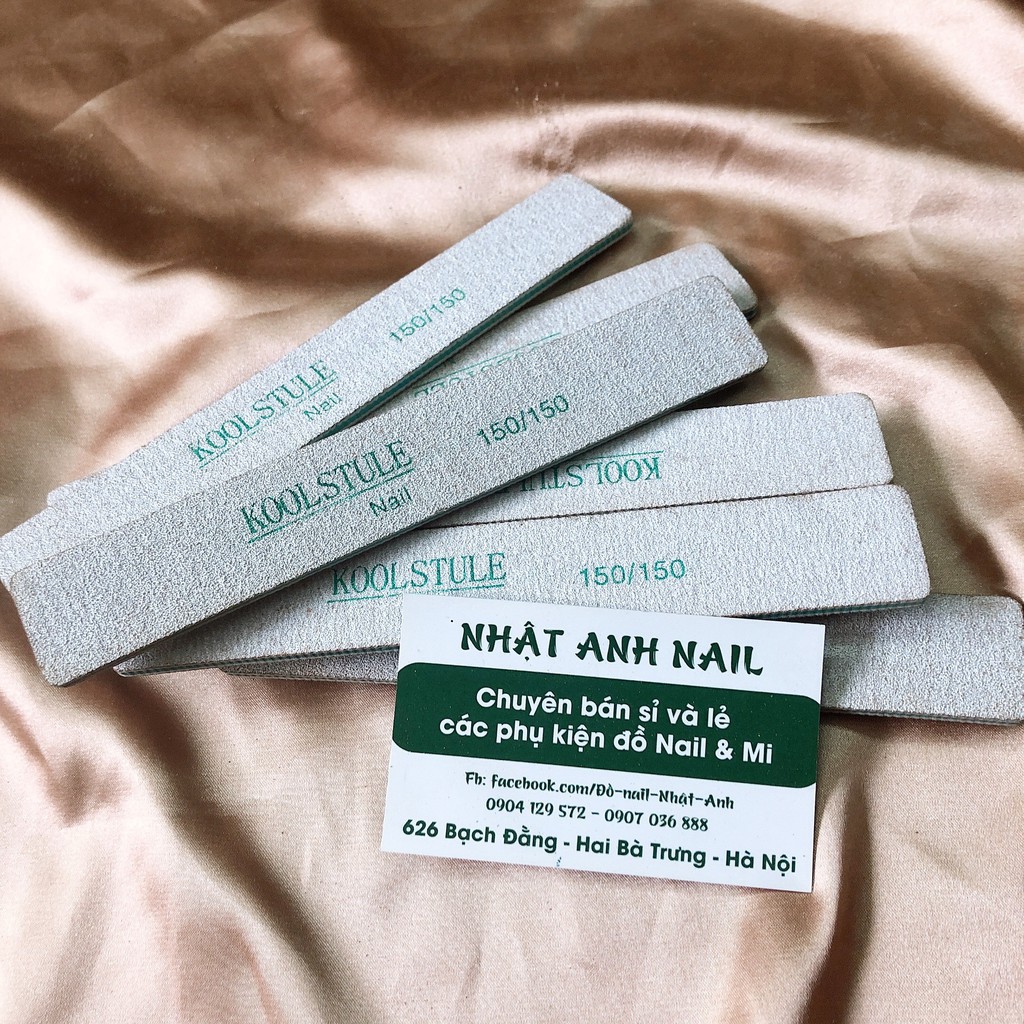 150/150
KOOLSTULE
Nail
150/150
KOOLSTULE
Nail
KOOLSTULE
KOOLSTULE
150/150
NHẬT ANH NAIL
Chuyên bán sỉ và lẻ
các phụ kiện đồ Nail & Mi
Fb: facebook.com/Đồ-nail-Nhật-Anh
0904 129 572 - 0907 036 888
626 Bạch Đằng - Hai Bà Trưng - Hà Nội